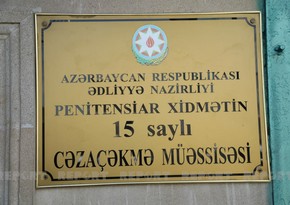 AZƏRBAYCAN RESPUBLİKASI
ƏDLİYYƏ NAZİRLİYİ
PENİTENSİAR XİDMƏTİN
15 saylı
CƏZAÇƏKMƏ MÜƏSSİSƏSİ